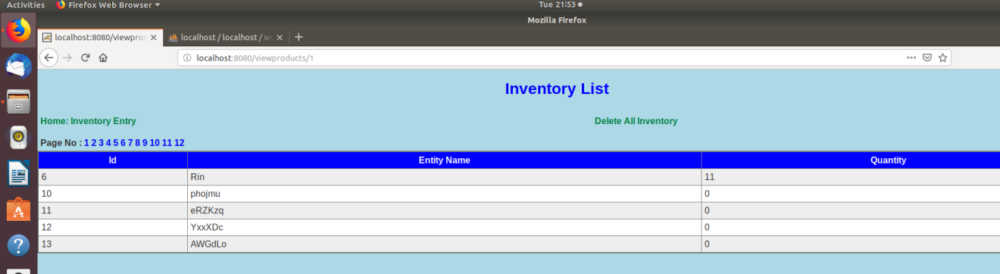 Activities Firefox Web Browser Tue 21:53
Mozilla Firefox
localhost:8080/viewproc localhost / localhost / w
localhost:8080/viewproducts/1
Inventory List
Home: Inventory Entry Delete All Inventory
Page No : 1 2 3 4 5 6 7 8 9 10 11 12
Id Entity Name Quantity
6 Rin 11
10 phojmu 0
11 eRZKzq 0
12 YxxXDc 0
13 AWGdLo 0